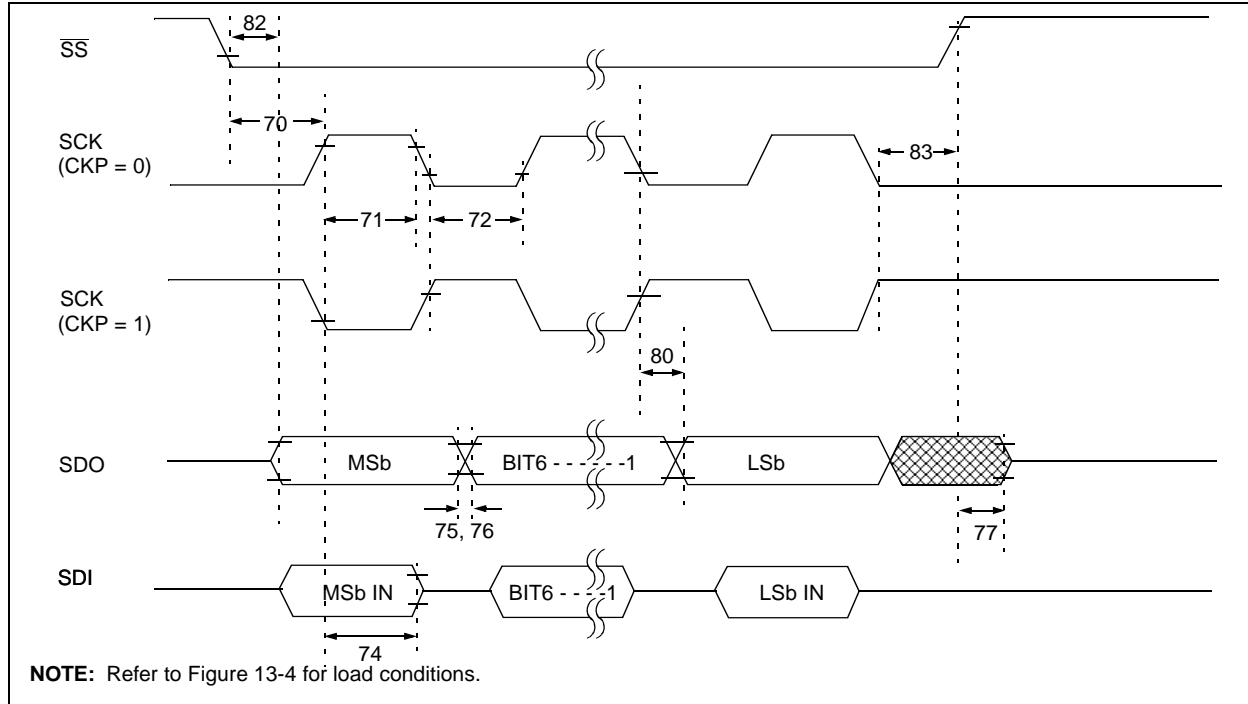 82
SS
70
SCK
(CKP = 0)
83
71
72
SCK
(CKP = 1)
80
SDO
MSb
BIT6 - - - - - -1
LSb
75, 76
77
SDI
MSb IN
BIT6 - - - -1
LSb IN
74
NOTE: Refer to Figure 13-4 for load conditions.